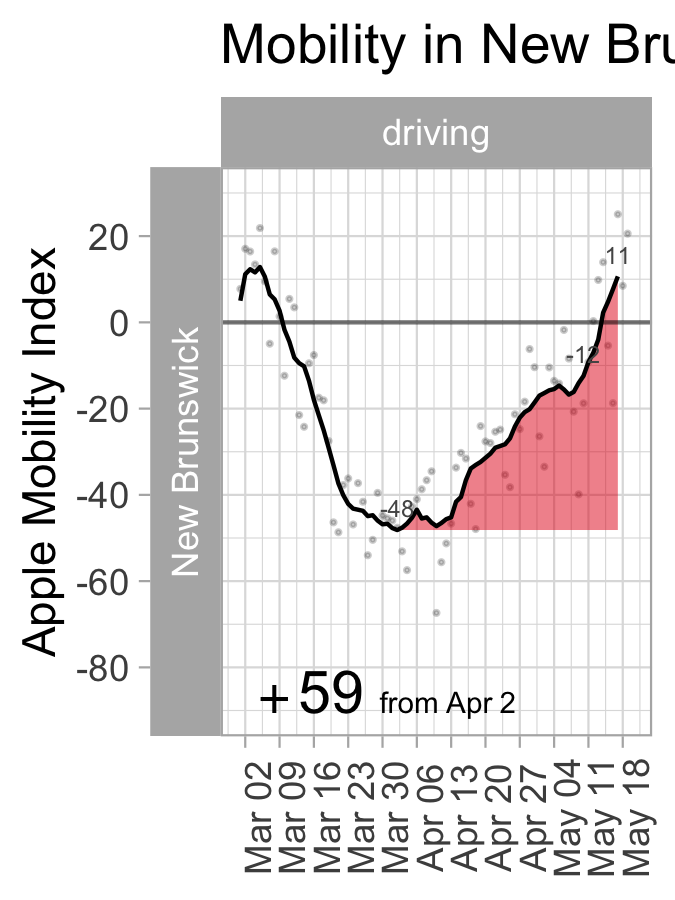 Mobility in New Bru
driving
New Brunswick
Apple Mobility Index
20
0
-20
-40
-60
-80
11
-12
-48
+59 from Apr 2
Mar 02
Mar 09
Mar 16
Mar 23
Mar 30
Apr 06
Apr 13
Apr 20
Apr 27
May 04
May 11
May 18